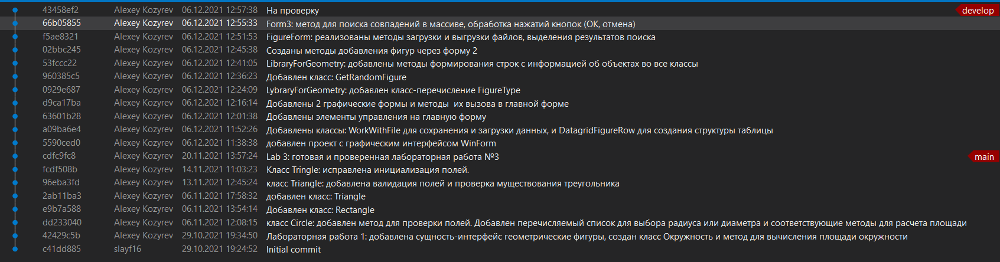 43458ef2 Alexey Kozyrev 06.12.2021 12:57:38 На проверку develop
66b05855 Alexey Kozyrev 06.12.2021 12:55:33 Form3: метод для поиска совпадений в массиве, обработка нажатий кнопок (OK, отмена)
f5ae8321 Alexey Kozyrev 06.12.2021 12:51:53 FigureForm: реализованы методы загрузки и выгрузки файлов, выделения результатов поиска
02bbc245 Alexey Kozyrev 06.12.2021 12:45:38 Созданы методы добавления фигур через форму 2
53fccc22 Alexey Kozyrev 06.12.2021 12:41:05 LibraryForGeometry: добавлены методы формирования строк с информацией об объектах во все классы
960385c5 Alexey Kozyrev 06.12.2021 12:36:23 Добавлен класс: GetRandomFigure
0929e687 Alexey Kozyrev 06.12.2021 12:24:09 LybraryForGeometry: добавлен класс-перечисление FigureType
d9ca17ba Alexey Kozyrev 06.12.2021 12:16:14 Добавлены 2 графические формы и методы  их вызова в главной форме
63601b28 Alexey Kozyrev 06.12.2021 12:01:38 Добавлены элементы управления на главную форму
a09ba6e4 Alexey Kozyrev 06.12.2021 11:52:26 Добавлены классы: WorkWithFile для сохранения и загрузки данных, и DatagridFigureRow для создания структуры таблицы
5590ced0 Alexey Kozyrev 06.12.2021 11:38:38 добавлен проект с графическим интерфейсом WinForm
cdfc9fc8 Alexey Kozyrev 20.11.2021 13:57:24 Lab 3: готовая и проверенная лабораторная работа №3 main
fcdf508b Alexey Kozyrev 14.11.2021 11:03:23 Класс Tringle: исправлена инициализация полей.
96eba3fd Alexey Kozyrev 13.11.2021 12:45:24 класс Triangle: добавлена валидация полей и проверка муществования треугольника
2ab11ba3 Alexey Kozyrev 06.11.2021 17:58:32 добавлен класс: Triangle
e9b7a588 Alexey Kozyrev 06.11.2021 13:54:14 Добавлен класс: Rectangle
dd233040 Alexey Kozyrev 06.11.2021 12:08:15 класс Circle: добавлен метод для проверки полей. Добавлен перечисляемый список для выбора радиуса или диаметра и соответствующие методы для расчета площади
42429c5b Alexey Kozyrev 29.10.2021 19:34:50 Лабораторная работа 1: добавлена сущность-интерфейс геометрические фигуры, создан класс Окружность и метод для вычисления площади окружности
c41dd885 slayf16 29.10.2021 19:24:52 Initial commit